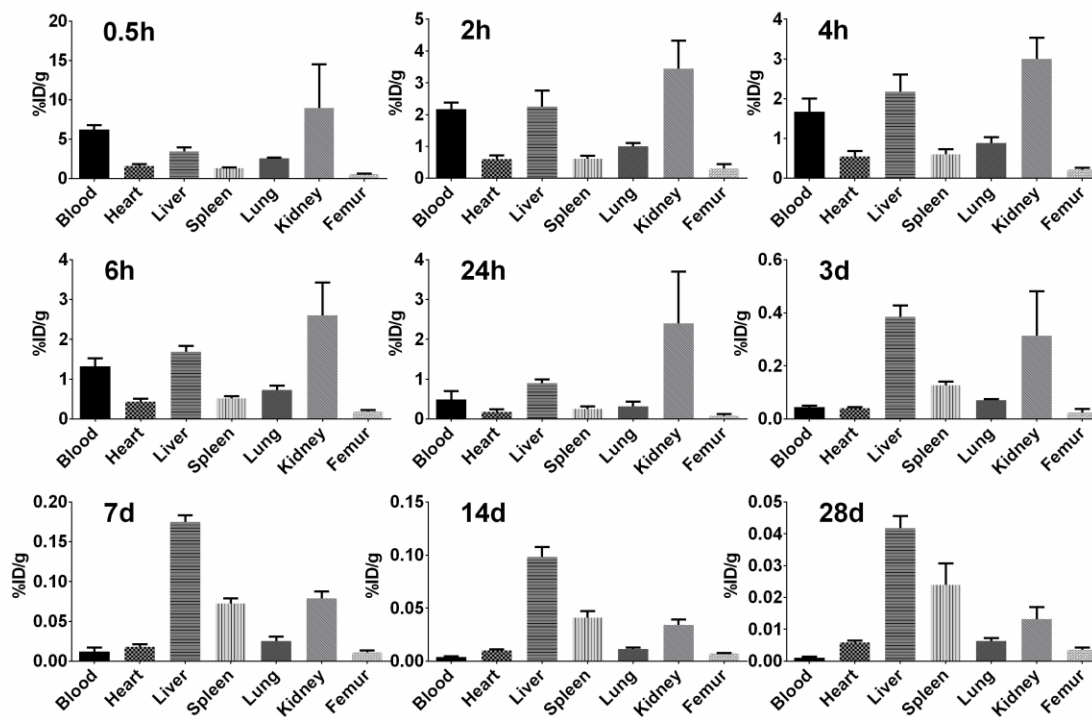 0.5h
%ID/g
20
15
10
5
0
Blood Heart Liver Spleen Lung Kidney Femur
2h
%ID/g
5
4
3
2
1
0
Blood Heart Liver Spleen Lung Kidney Femur
4h
%ID/g
4
3
2
1
0
Blood Heart Liver Spleen Lung Kidney Femur
6h
%ID/g
4
3
2
1
0
Blood Heart Liver Spleen Lung Kidney Femur
24h
%ID/g
4
3
2
1
0
Blood Heart Liver Spleen Lung Kidney Femur
3d
%ID/g
0.6
0.4
0.2
0.0
Blood Heart Liver Spleen Lung Kidney Femur
7d
%ID/g
0.20
0.15
0.10
0.05
0.00
Blood Heart Liver Spleen Lung Kidney Femur
14d
%ID/g
0.15
0.10
0.05
0.00
Blood Heart Liver Spleen Lung Kidney Femur
28d
%ID/g
0.05
0.04
0.03
0.02
0.01
0.00
Blood Heart Liver Spleen Lung Kidney Femur